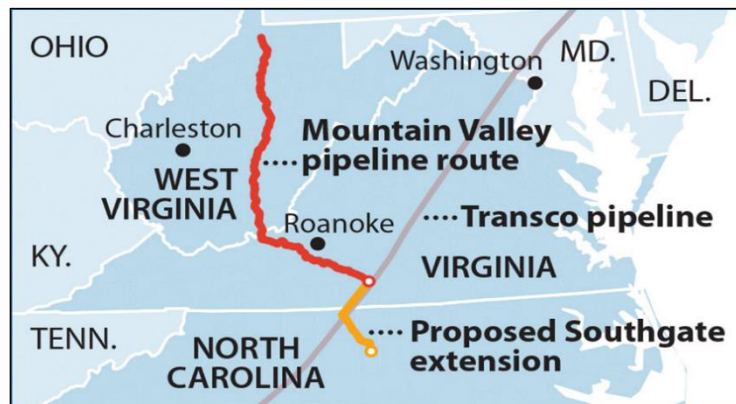 OHIO
Washington
MD.
DEL.
Charleston
Mountain Valley
pipeline route
WEST
VIRGINIA
Roanoke
Transco pipeline
KY.
VIRGINIA
TENN.
NORTH
CAROLINA
Proposed Southgate
extension